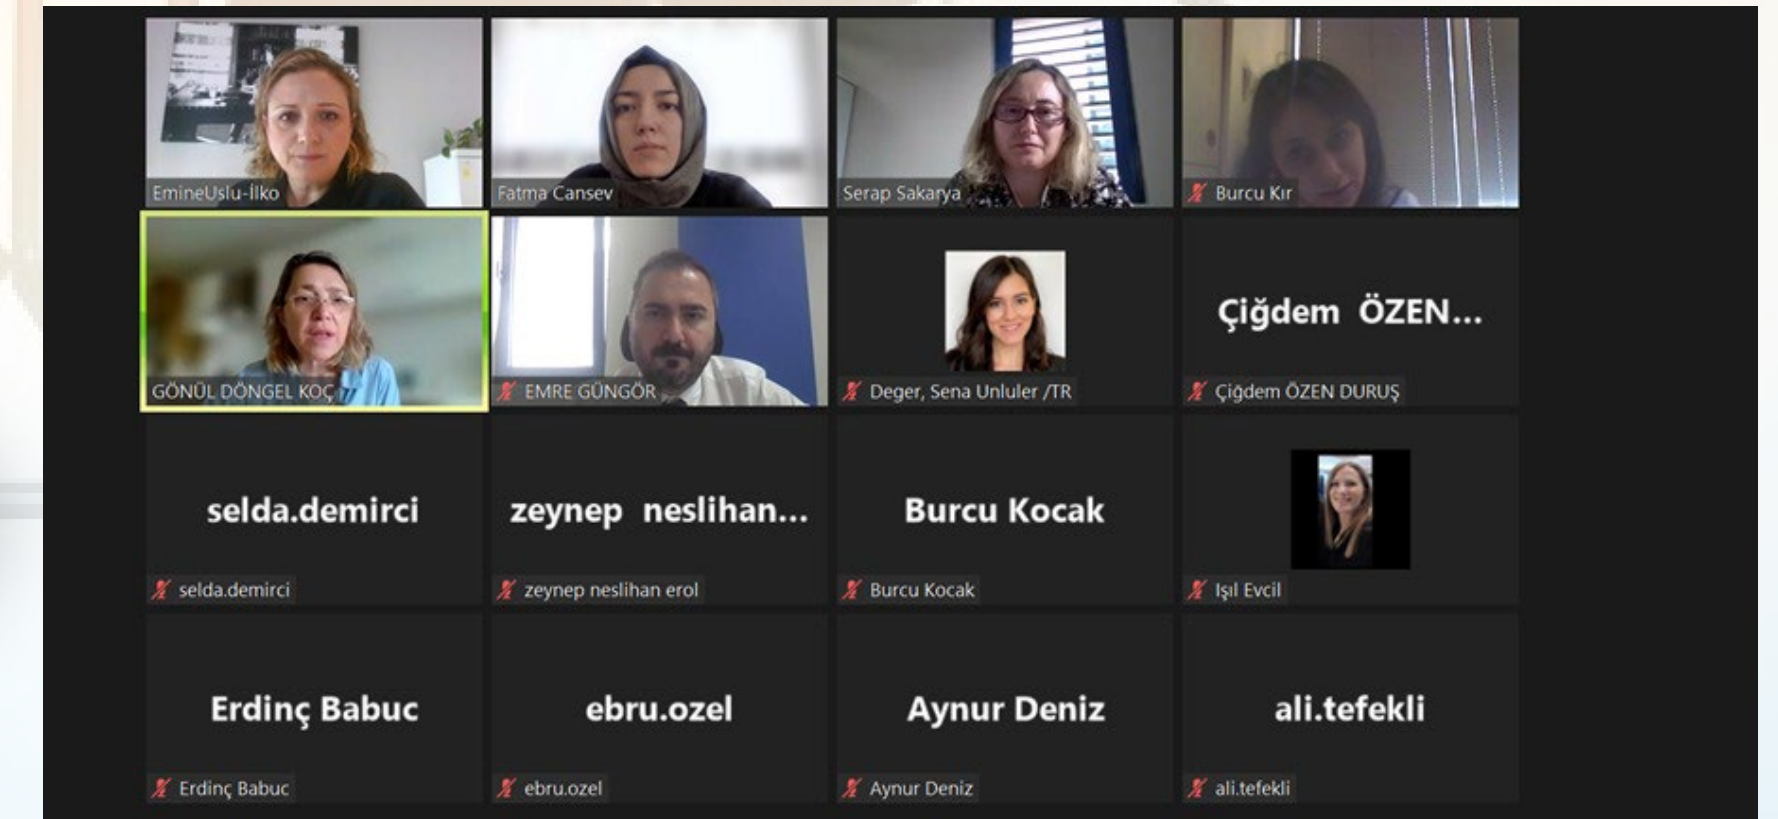 EmineUslu-İlko
Fatma Cansev
Serap Sakarya
Burcu Kır
GÖNÜL DÖNGEL KOÇ
EMRE GÜNGÖR
Deger, Sena Unluler /TR
Çiğdem ÖZEN...
Çiğdem ÖZEN DURUŞ
selda.demirci
selda.demirci
zeynep neslihan...
zeynep neslihan erol
Burcu Kocak
Burcu Kocak
Işıl Evcil
Erdinç Babuc
Erdinç Babuc
ebru.ozel
ebru.ozel
Aynur Deniz
Aynur Deniz
ali.tefekli
ali.tefekli